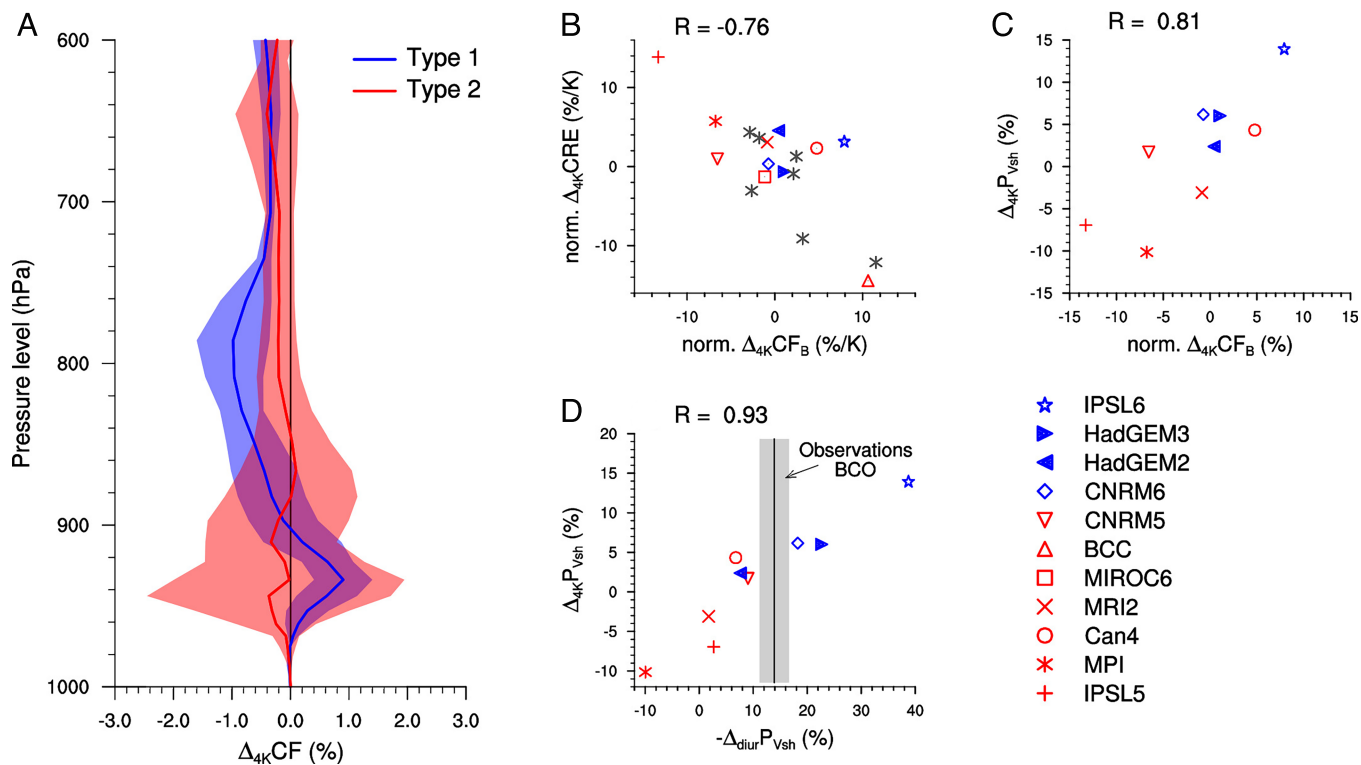 A
600
700
800
900
1000
Pressure level (hPa)
-3.0 -2.0 -1.0 0.0 1.0 2.0 3.0
Δ4KCF (%)
Type 1
Type 2
B
R = -0.76
10
0
-10
norm. Δ4KCRE (%/K)
-10 0 10
norm. Δ4KCFB (%/K)
C
R = 0.81
15
10
5
0
-5
-10
-15
Δ4KPVsh (%)
-15 -10 -5 0 5 10 15
norm. Δ4KCFB (%)
D
R = 0.93
Observations
BCO
20
15
10
5
0
-5
-10
Δ4KPVsh (%)
-10 0 10 20 30 40
-ΔdiurPVsh (%)
IPSL6
HadGEM3
HadGEM2
CNRM6
CNRM5
BCC
MIROC6
MRI2
Can4
MPI
IPSL5